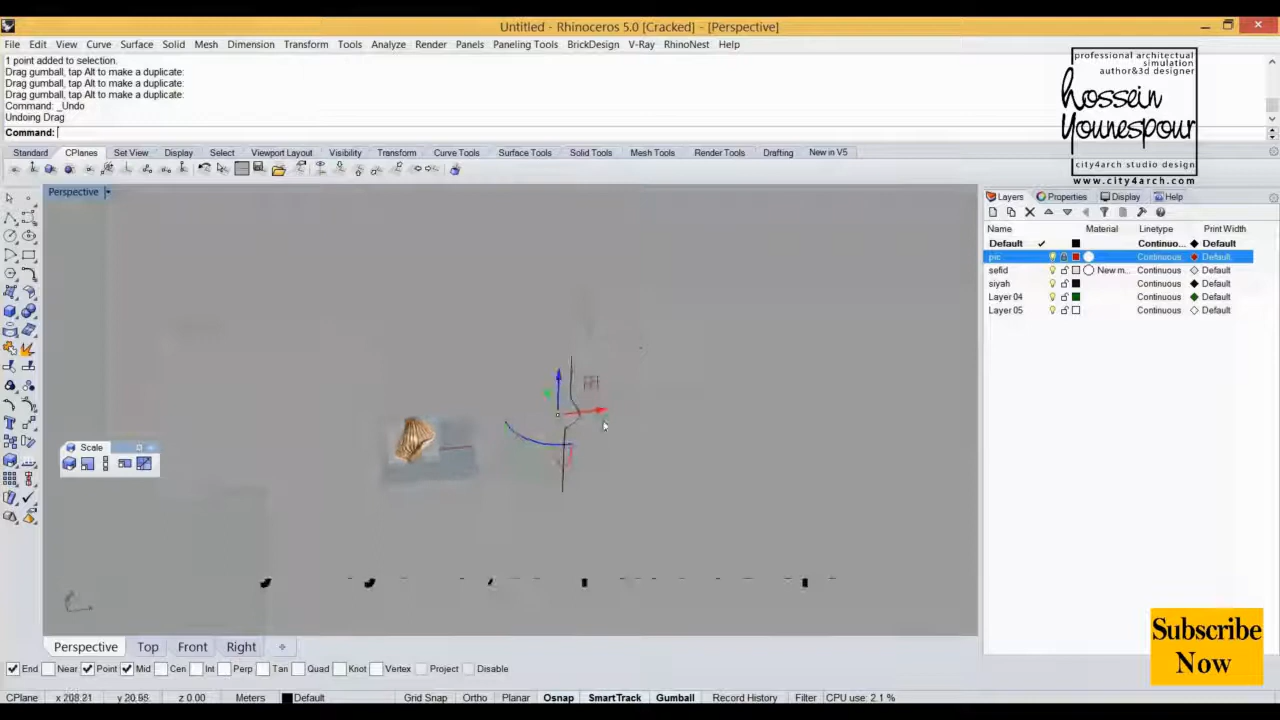 Untitled - Rhinoceros 5.0 [Cracked] - [Perspective]
File Edit View Curve Surface Solid Mesh Dimension Transform Tools Analyze Render Panels Paneling Tools BrickDesign V-Ray RhinoNest Help
1 point added to selection.
Drag gumball, tap Alt to make a duplicate:
Drag gumball, tap Alt to make a duplicate:
Drag gumball, tap Alt to make a duplicate:
Command: _Undo
Undoing Drag
Command:
professional architectual
simulation
author&3d designer
hossein
Younespour
city4arch studio design
www.city4arch.com
Standard CPlanes Set View Display Select Viewport Layout Visibility Transform Curve Tools Surface Tools Solid Tools Mesh Tools Render Tools Drafting New in V5
Perspective
Layers Properties Display Help
Name Material Linetype Print Width
Default Continuo... Default
pic Continuous Default
sefid New m... Continuous Default
siyah Continuous Default
Layer 04 Continuous Default
Layer 05 Continuous Default
Scale
Subscribe
Now
Perspective Top Front Right
End Near Point Mid Cen Int Perp Tan Quad Knot Vertex Project Disable
CPlane x 208.21 y 20.95 z 0.00 Meters Default Grid Snap Ortho Planar Osnap SmartTrack Gumball Record History Filter CPU use: 2.1 %